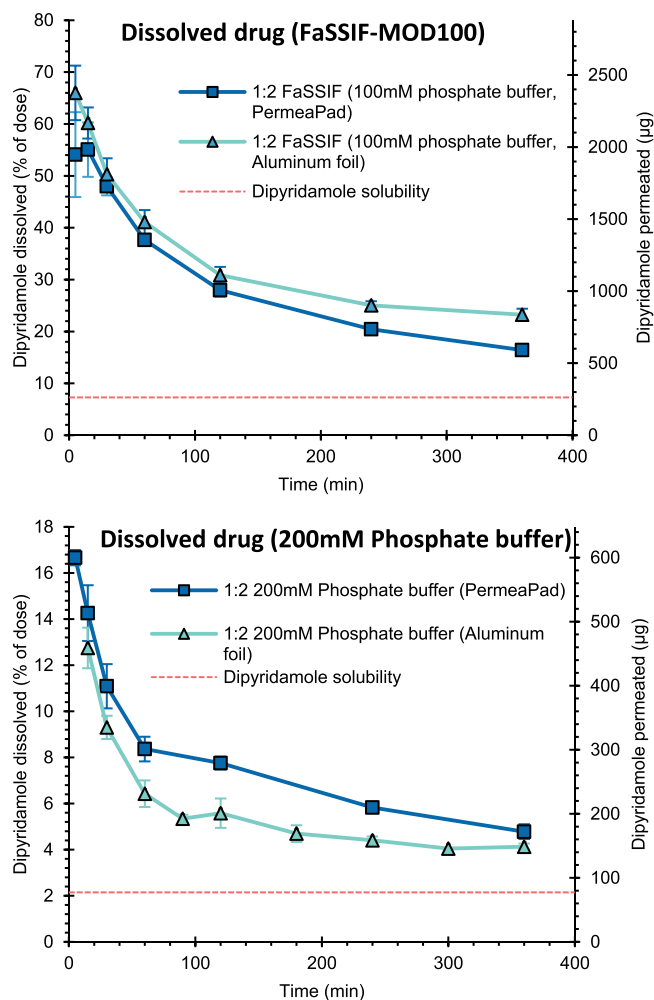 Dissolved drug (FaSSIF-MOD100)
80
70
60
50
40
30
20
10
0
Dipyridamole dissolved (% of dose)
1:2 FaSSIF (100mM phosphate buffer,
PermeaPad)
1:2 FaSSIF (100mM phosphate buffer,
Aluminum foil)
Dipyridamole solubility
2500
2000
1500
1000
500
0
Dipyridamole permeated (µg)
0 100 200 300 400
Time (min)
Dissolved drug (200mM Phosphate buffer)
18
16
14
12
10
8
6
4
2
0
Dipyridamole dissolved (% of dose)
1:2 200mM Phosphate buffer (PermeaPad)
1:2 200mM Phosphate buffer (Aluminum
foil)
Dipyridamole solubility
600
500
400
300
200
100
0
Dipyridamole permeated (µg)
0 100 200 300 400
Time (min)